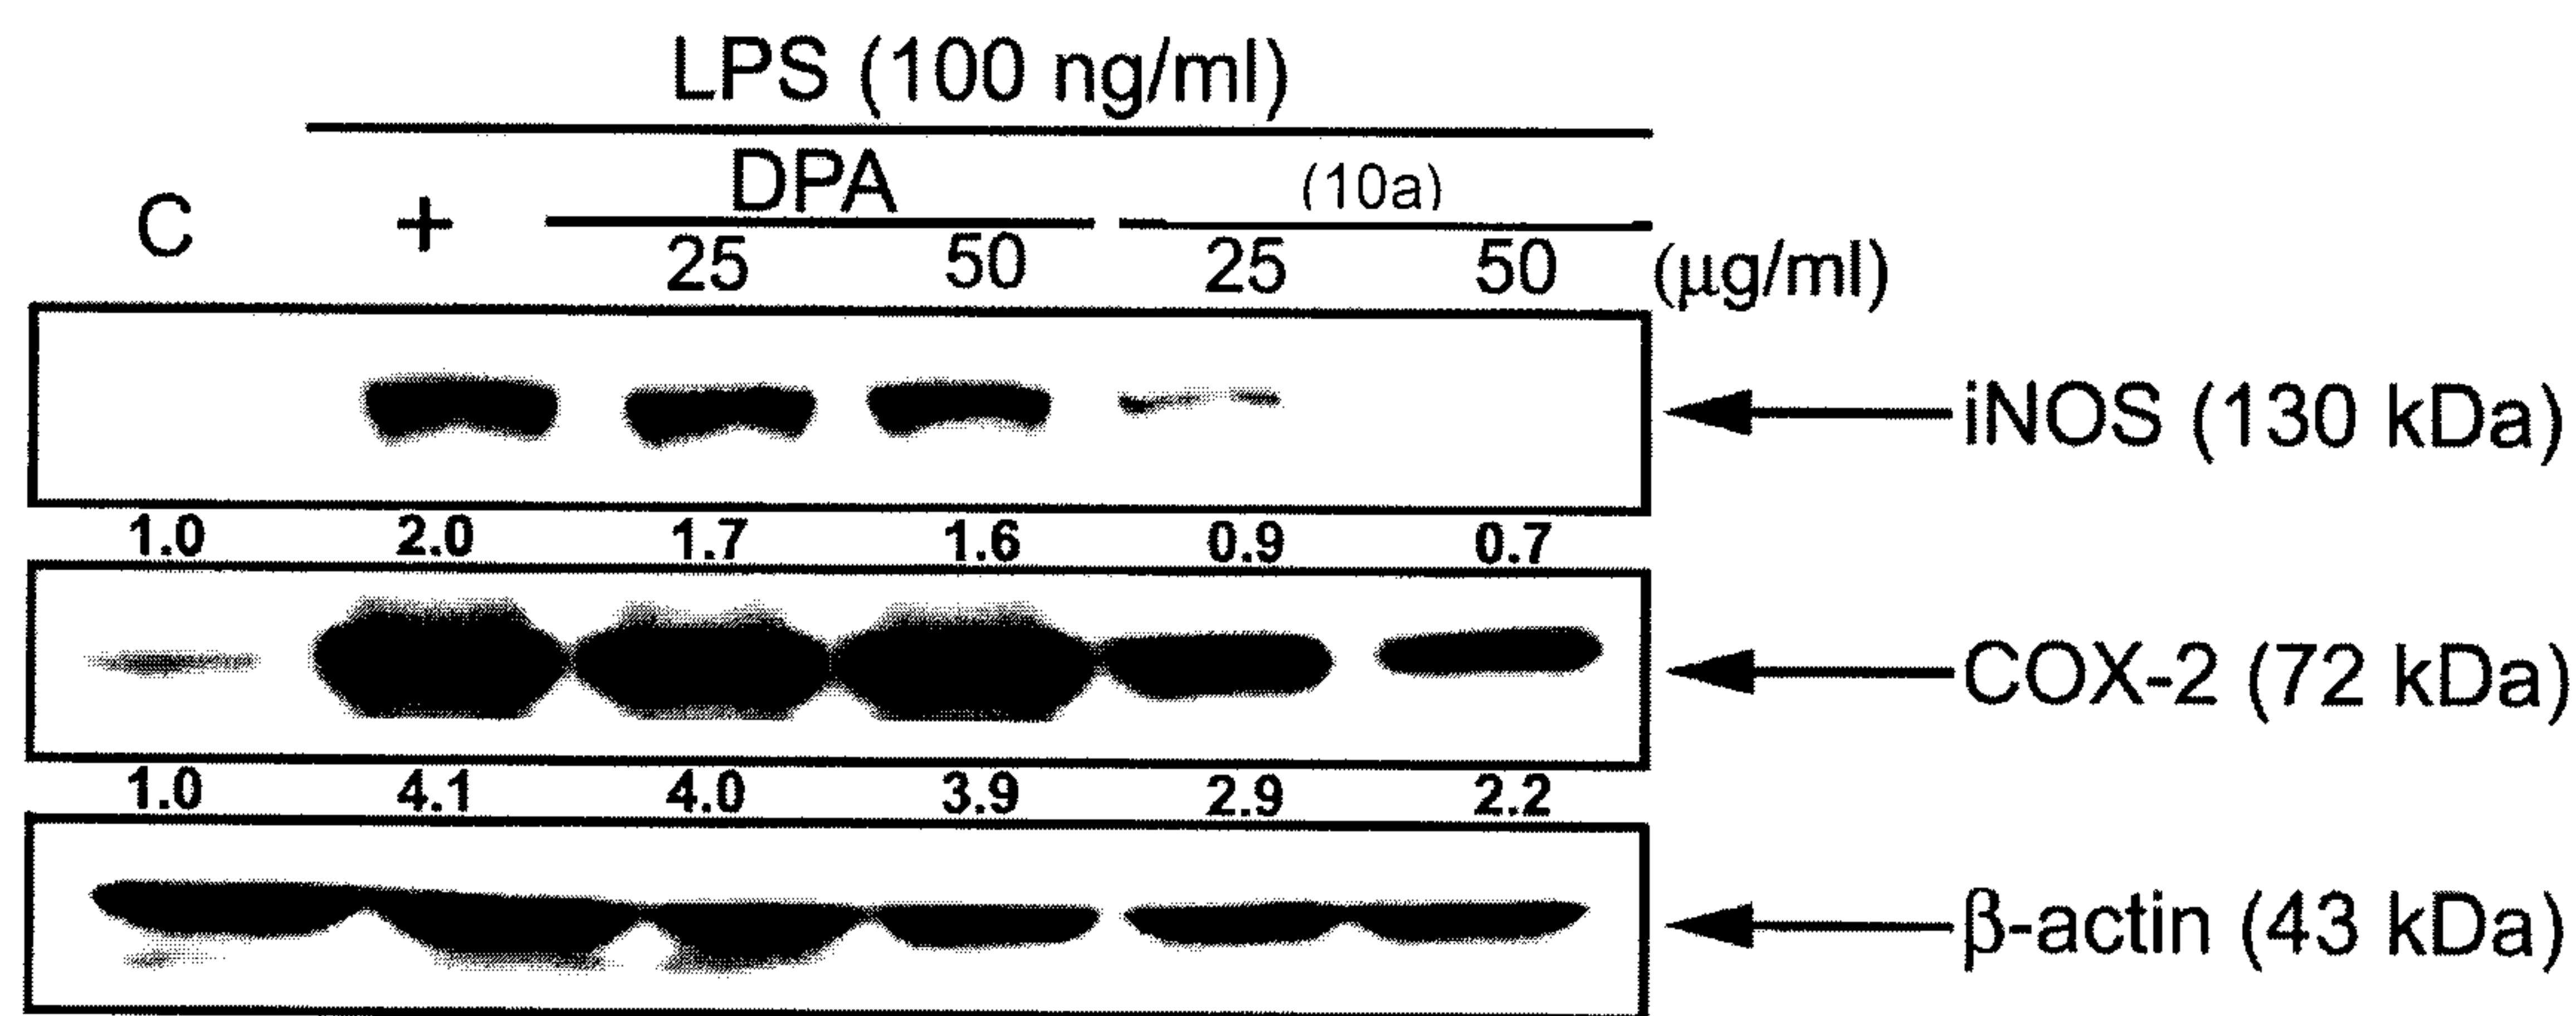 LPS (100 ng/ml)
DPA (10a)
C + 25 50 25 50 (μg/ml)
iNOS (130 kDa)
1.0 2.0 1.7 1.6 0.9 0.7
COX-2 (72 kDa)
1.0 4.1 4.0 3.9 2.9 2.2
β-actin (43 kDa)